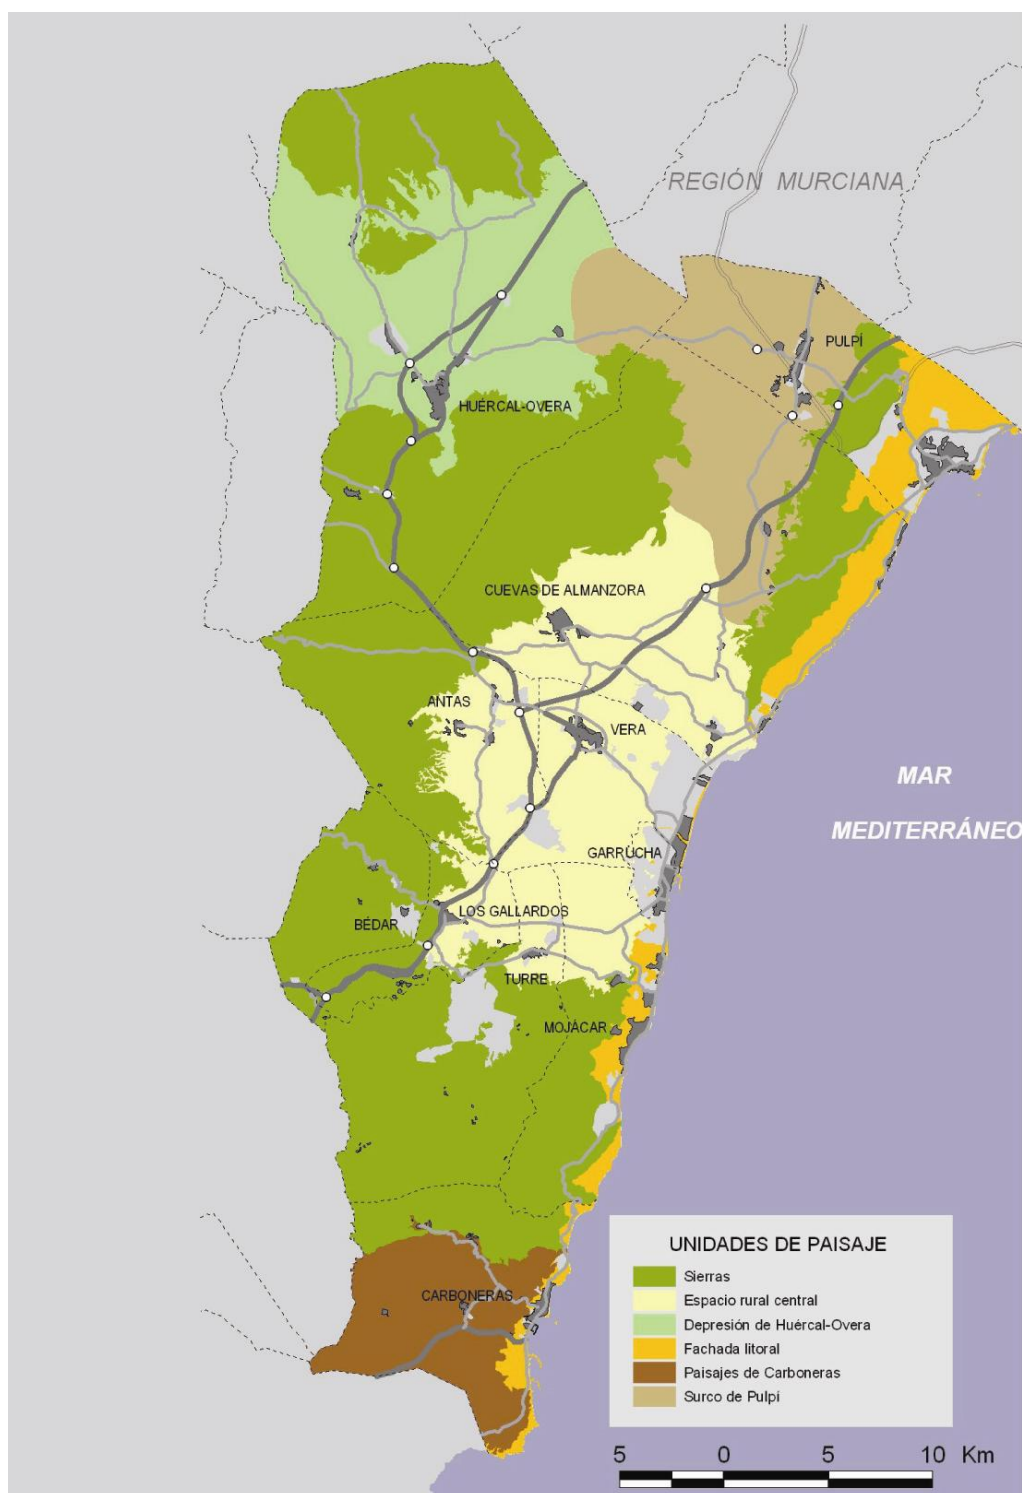 REGIÓN MURCIANA
PULPÍ
HUÉRCAL-OVERA
CUEVAS DE ALMANZORA
ANTAS
VERA
MAR
MEDITERRÁNEO
GARRUCHA
LOS GALLARDOS
BÉDAR
TURRE
MOJÁCAR
UNIDADES DE PAISAJE
Sierras
Espacio rural central
Depresión de Huércal-Overa
Fachada litoral
CARBONERAS
Paisajes de Carboneras
Surco de Pulpí
5 0 5 10 Km